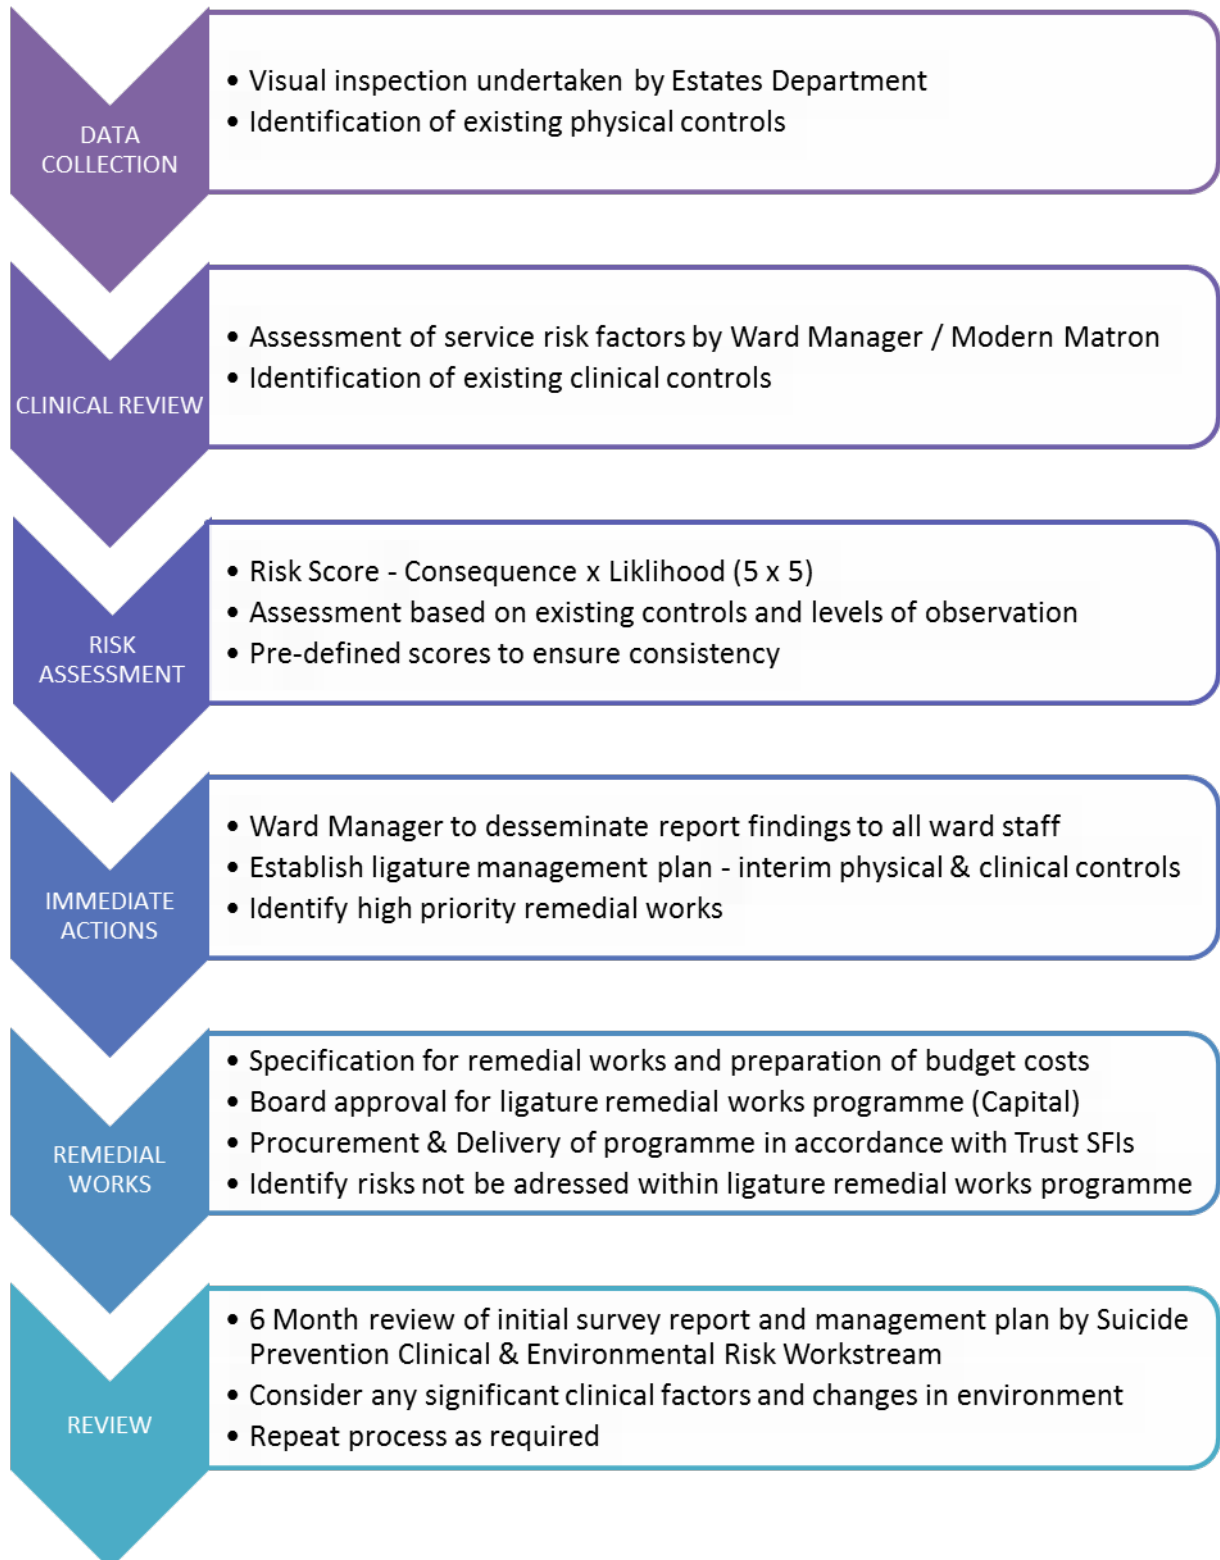 DATA
COLLECTION
• Visual inspection undertaken by Estates Department
• Identification of existing physical controls
CLINICAL REVIEW
• Assessment of service risk factors by Ward Manager / Modern Matron
• Identification of existing clinical controls
RISK
ASSESSMENT
• Risk Score - Consequence x Liklihood (5 x 5)
• Assessment based on existing controls and levels of observation
• Pre-defined scores to ensure consistency
IMMEDIATE
ACTIONS
• Ward Manager to desseminate report findings to all ward staff
• Establish ligature management plan - interim physical & clinical controls
• Identify high priority remedial works
REMEDIAL
WORKS
• Specification for remedial works and preparation of budget costs
• Board approval for ligature remedial works programme (Capital)
• Procurement & Delivery of programme in accordance with Trust SFIs
• Identify risks not be adressed within ligature remedial works programme
REVIEW
• 6 Month review of initial survey report and management plan by Suicide
Prevention Clinical & Environmental Risk Workstream
• Consider any significant clinical factors and changes in environment
• Repeat process as required